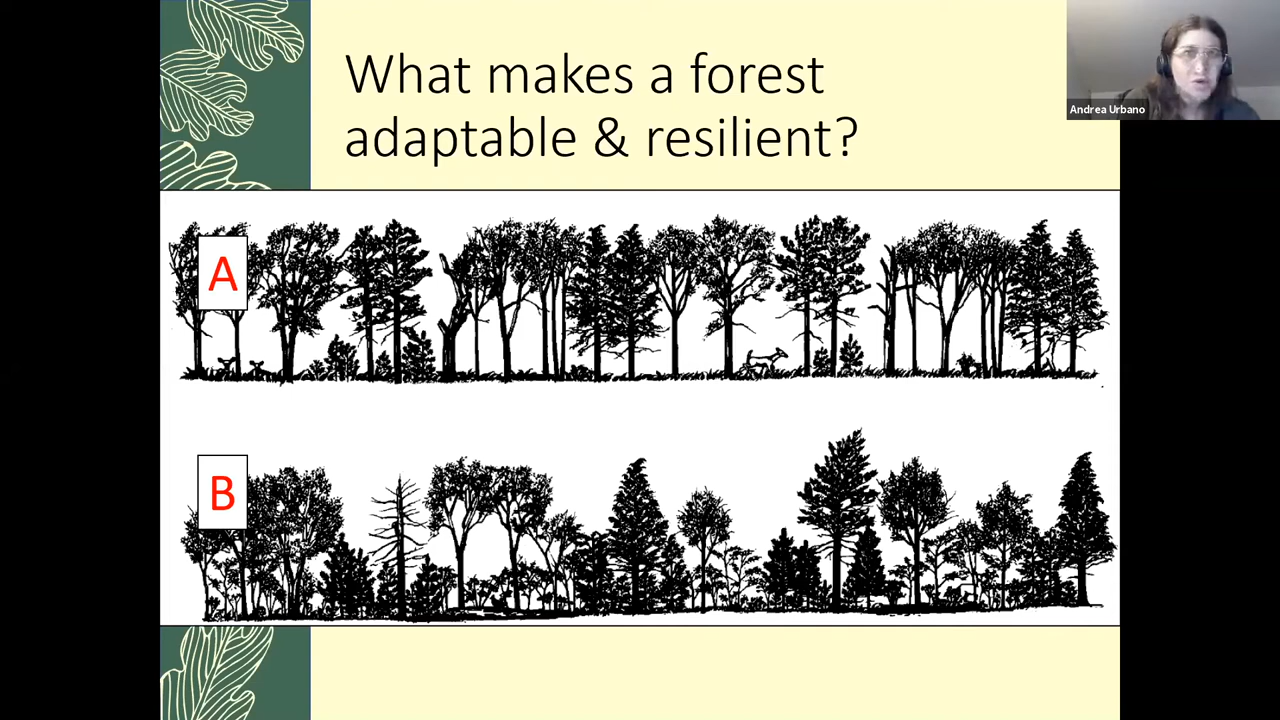 What makes a forest
adaptable & resilient?
Andrea Urbano
A
B